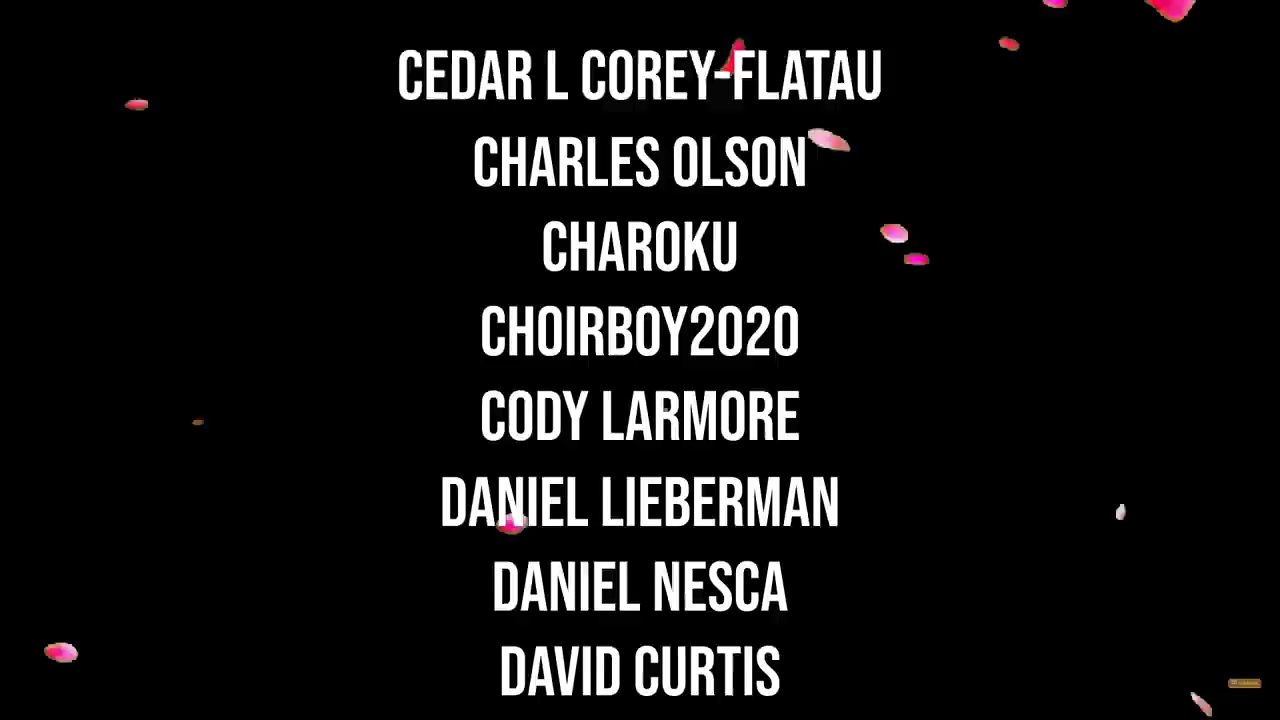 CEDAR L COREY-FLATAU
CHARLES OLSON
CHAROKU
CHOIRBOY2020
CODY LARMORE
DANIEL LIEBERMAN
DANIEL NESCA
DAVID CURTIS